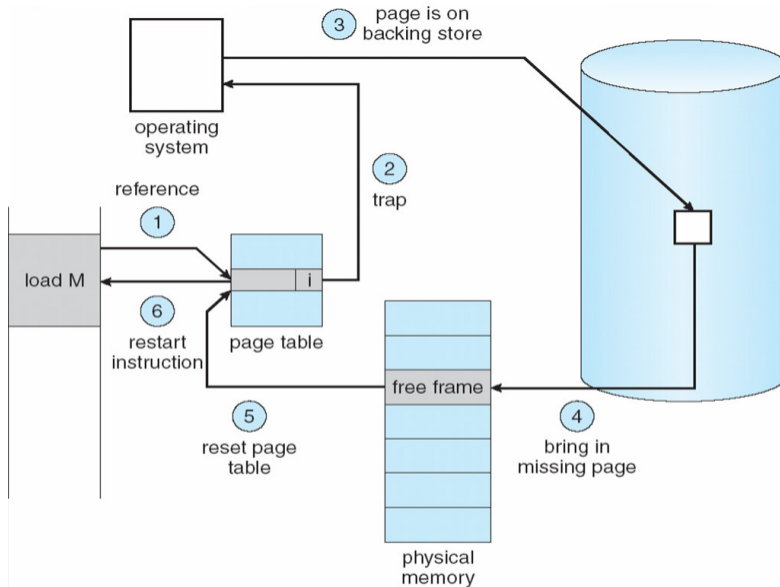 3
page is on
backing store
operating
system
2
trap
reference
1
load M
i
6
restart
instruction
page table
free frame
5
reset page
table
4
bring in
missing page
physical
memory